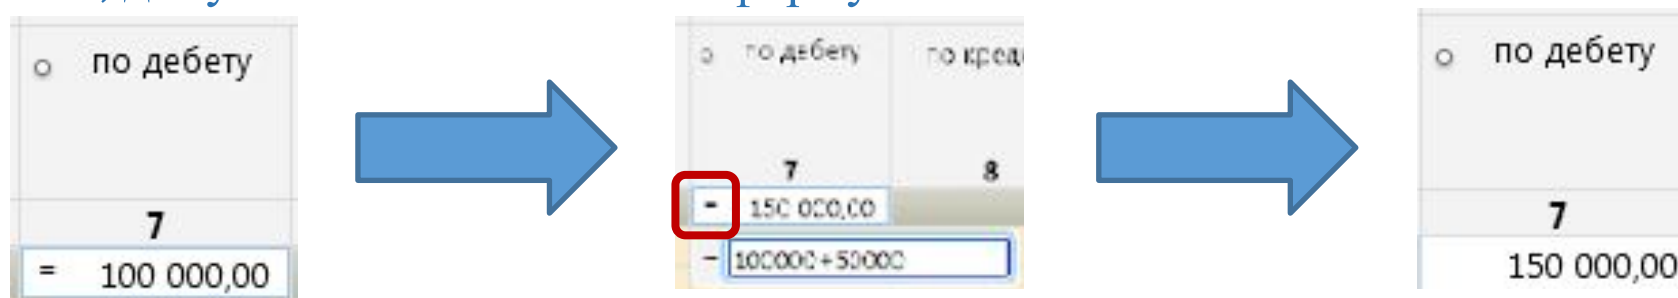 по дебету
7
= 100 000,00
по дебету
7 8
= 150 000,00
= 100000+50000
по дебету
7
150 000,00